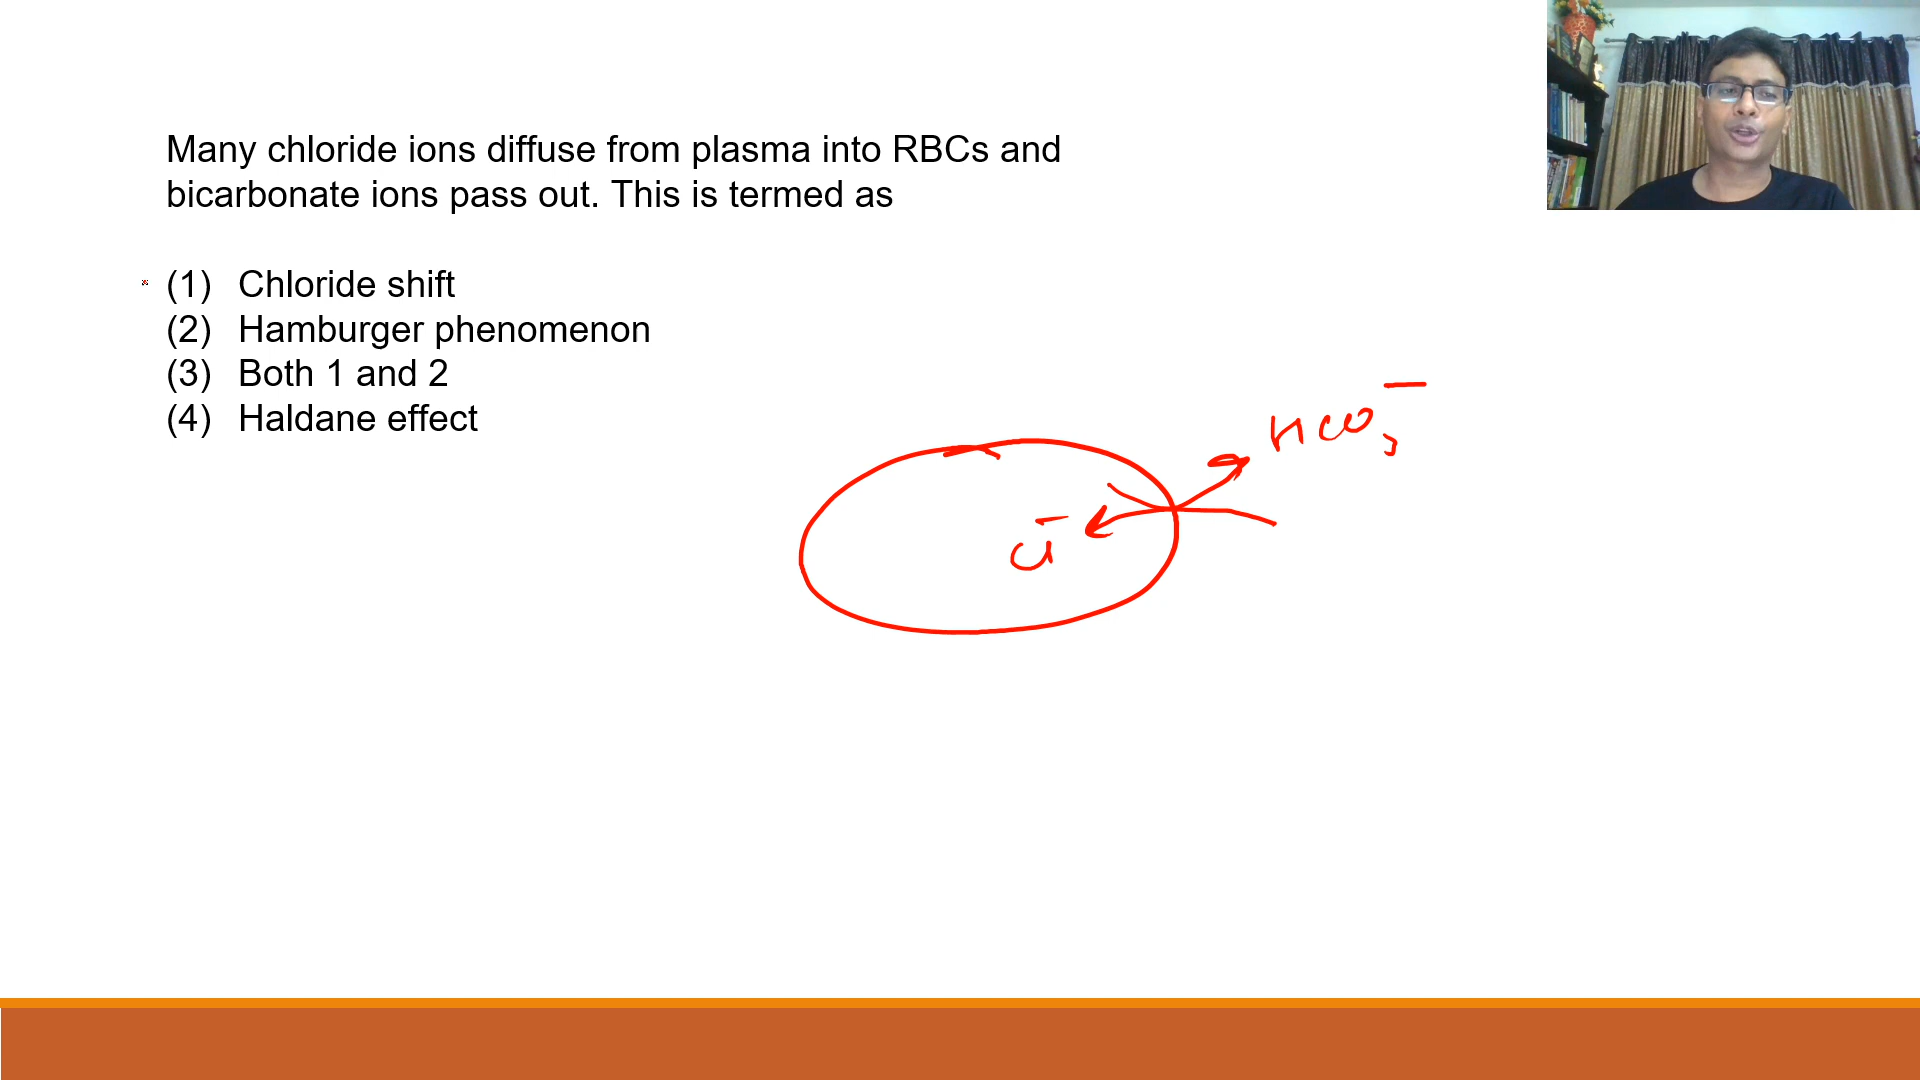 Many chloride ions diffuse from plasma into RBCs and
bicarbonate ions pass out. This is termed as
(1) Chloride shift
(2) Hamburger phenomenon
(3) Both 1 and 2
(4) Haldane effect
HCO₃⁻
Cl⁻